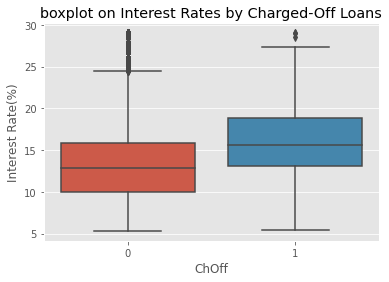 boxplot on Interest Rates by Charged-Off Loans
30
25
20
15
10
5
Interest Rate(%)
0
1
ChOff